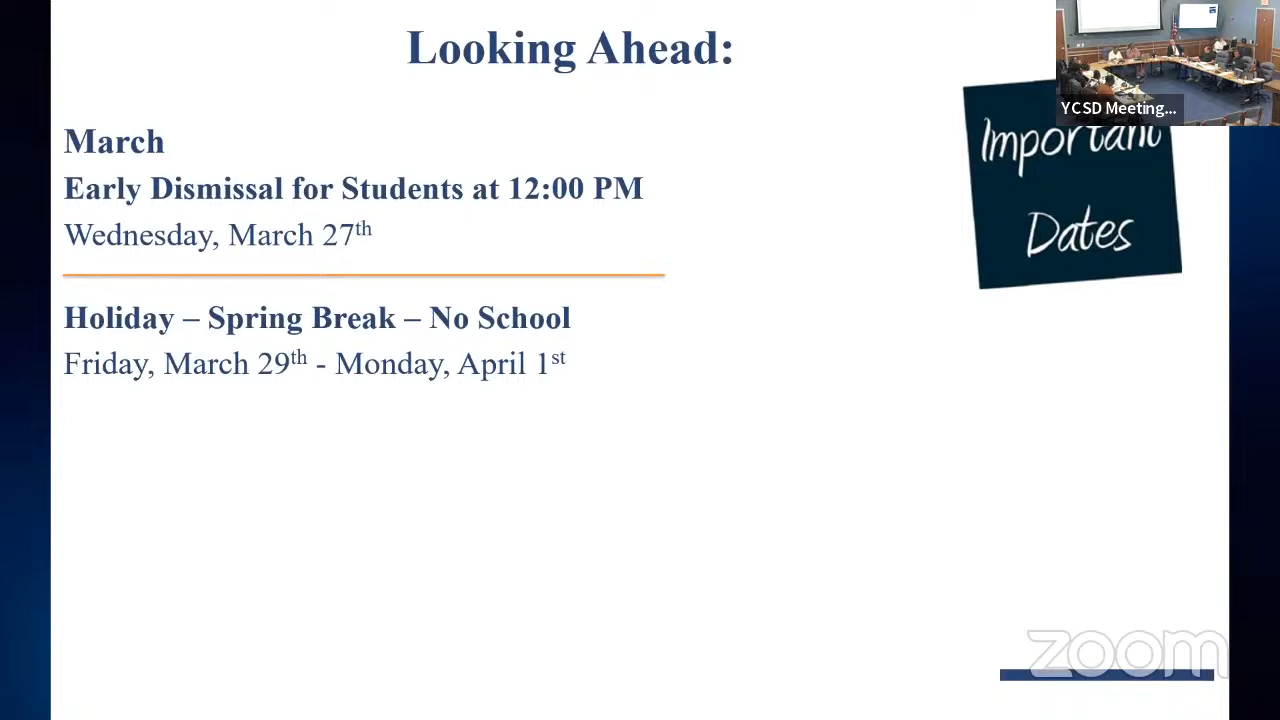 Looking Ahead:
YCSD Meeting...
Important
Dates
March
Early Dismissal for Students at 12:00 PM
Wednesday, March 27th
Holiday – Spring Break – No School
Friday, March 29th - Monday, April 1st
zoom